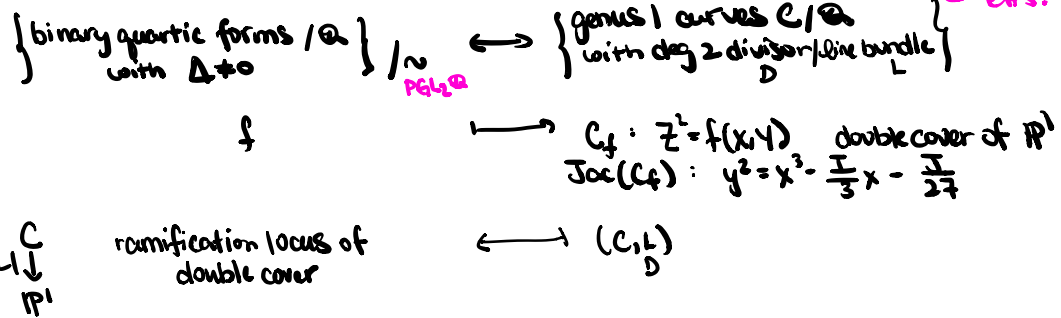 {binary quartic forms / ℚ with Δ≠0} / ~ PGL₂ℚ ⟷ {genus 1 curves C/ℚ with deg 2 divisor/line bundle D L}
f ⟼ C_f : Z² = f(X,Y) double cover of ℙ¹
Jac(C_f) : y² = x³ - I/3 x - J/27
C ↓ ℙ¹ ramification locus of double cover ⟻ (C, L) D